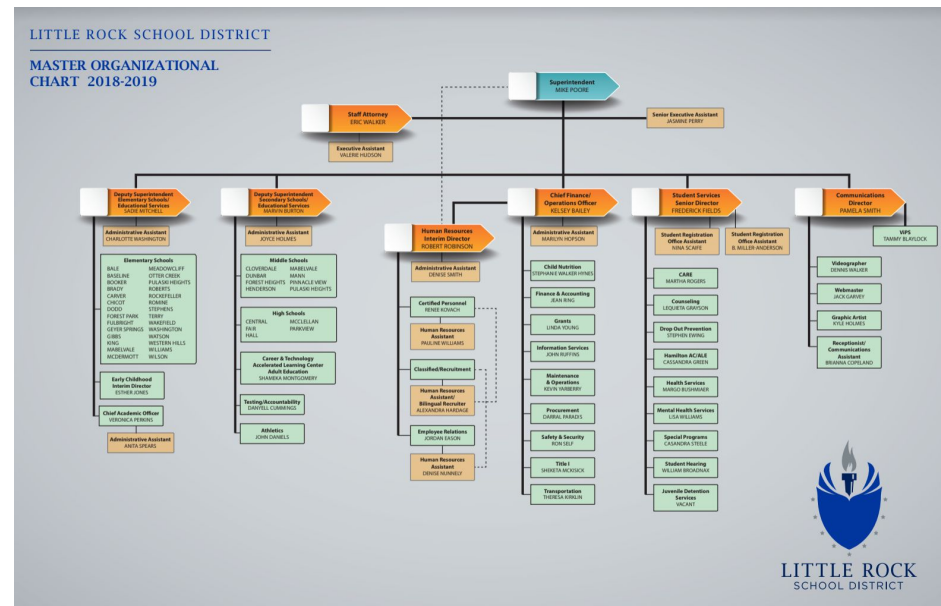 LITTLE ROCK SCHOOL DISTRICT
MASTER ORGANIZATIONAL
CHART 2018-2019
Superintendent
MIKE POORE
Staff Attorney
ERIC WALKER
Senior Executive Assistant
JASMINE PERRY
Executive Assistant
VALERIE HUDSON
Deputy Superintendent
Elementary Schools/
Educational Services
SADIE MITCHELL
Administrative Assistant
CHARLOTTE WASHINGTON
Elementary Schools
BALE MEADOWCLIFF
BASELINE OTTER CREEK
BOOKER PULASKI HEIGHTS
BRADY ROBERTS
CARVER ROCKEFELLER
CHICOT ROMINE
DODD STEPHENS
FOREST PARK TERRY
FULBRIGHT WAKEFIELD
GEYER SPRINGS WASHINGTON
GIBBS WATSON
KING WESTERN HILLS
MABELVALE WILLIAMS
MCDERMOTT WILSON
Early Childhood
Interim Director
ESTHER JONES
Chief Academic Officer
VERONICA PERKINS
Administrative Assistant
ANITA SPEARS
Deputy Superintendent
Secondary Schools/
Educational Services
MARVIN BURTON
Administrative Assistant
JOYCE HOLMES
Middle Schools
CLOVERDALE MABELVALE
DUNBAR MANN
FOREST HEIGHTS PINNACLE VIEW
HENDERSON PULASKI HEIGHTS
High Schools
CENTRAL MCCLELLAN
FAIR PARKVIEW
HALL
Career & Technology
Accelerated Learning Center
Adult Education
SHAMEKA MONTGOMERY
Testing/Accountability
DANYELL CUMMINGS
Athletics
JOHN DANIELS
Human Resources
Interim Director
ROBERT ROBINSON
Administrative Assistant
DENISE SMITH
Certified Personnel
RENEE KOVACH
Human Resources
Assistant
PAULINE WILLIAMS
Classified/Recruitment
Human Resources
Assistant/
Bilingual Recruiter
ALEXANDRA HARDAGE
Employee Relations
JORDAN EASON
Human Resources
Assistant
DENISE NUNNELY
Chief Finance/
Operations Officer
KELSEY BAILEY
Administrative Assistant
MARILYN HOPSON
Child Nutrition
STEPHANIE WALKER HYNES
Finance & Accounting
JEAN RING
Grants
LINDA YOUNG
Information Services
JOHN RUFFINS
Maintenance
& Operations
KEVIN YARBERRY
Procurement
DARRAL PARADIS
Safety & Security
RON SELF
Title I
SHEKETA MCKISICK
Transportation
THERESA KIRKLIN
Student Services
Senior Director
FREDERICK FIELDS
Student Registration
Office Assistant
NINA SCAIFE
Student Registration
Office Assistant
B. MILLER-ANDERSON
CARE
MARTHA ROGERS
Counseling
LEQUIETA GRAYSON
Drop Out Prevention
STEPHEN EWING
Hamilton AC/ALE
CASSANDRA GREEN
Health Services
MARGO BUSHMIAER
Mental Health Services
LISA WILLIAMS
Special Programs
CASANDRA STEELE
Student Hearing
WILLIAM BROADNAX
Juvenile Detention
Services
VACANT
Communications
Director
PAMELA SMITH
VIPS
TAMMY BLAYLOCK
Videographer
DENNIS WALKER
Webmaster
JACK GARVEY
Graphic Artist
KYLE HOLMES
Receptionist/
Communications
Assistant
BRIANNA COPELAND
LITTLE ROCK
SCHOOL DISTRICT